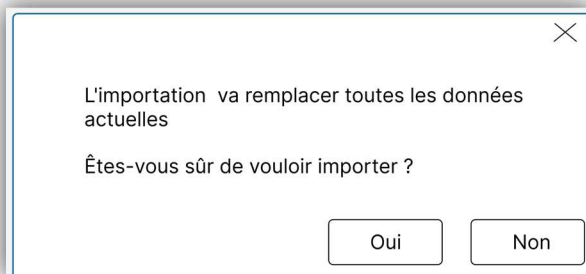 L'importation  va remplacer toutes les données
actuelles
Êtes-vous sûr de vouloir importer ?
Oui
Non